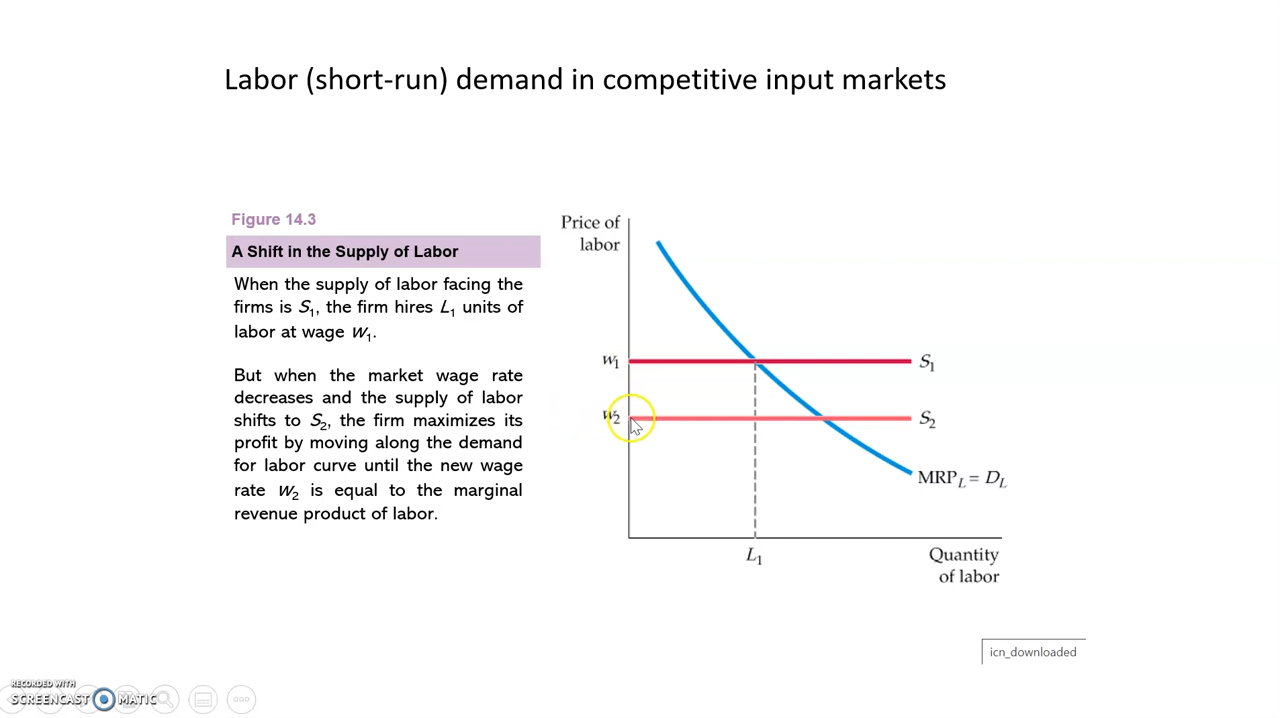 Labor (short-run) demand in competitive input markets
Figure 14.3
A Shift in the Supply of Labor
When the supply of labor facing the
firms is S1, the firm hires L1 units of
labor at wage w1.
But when the market wage rate
decreases and the supply of labor
shifts to S2, the firm maximizes its
profit by moving along the demand
for labor curve until the new wage
rate w2 is equal to the marginal
revenue product of labor.
Price of
labor
w1
S1
w2
S2
MRPL = DL
L1
Quantity
of labor
icn_downloaded
RECORDED WITH
SCREENCAST MATIC